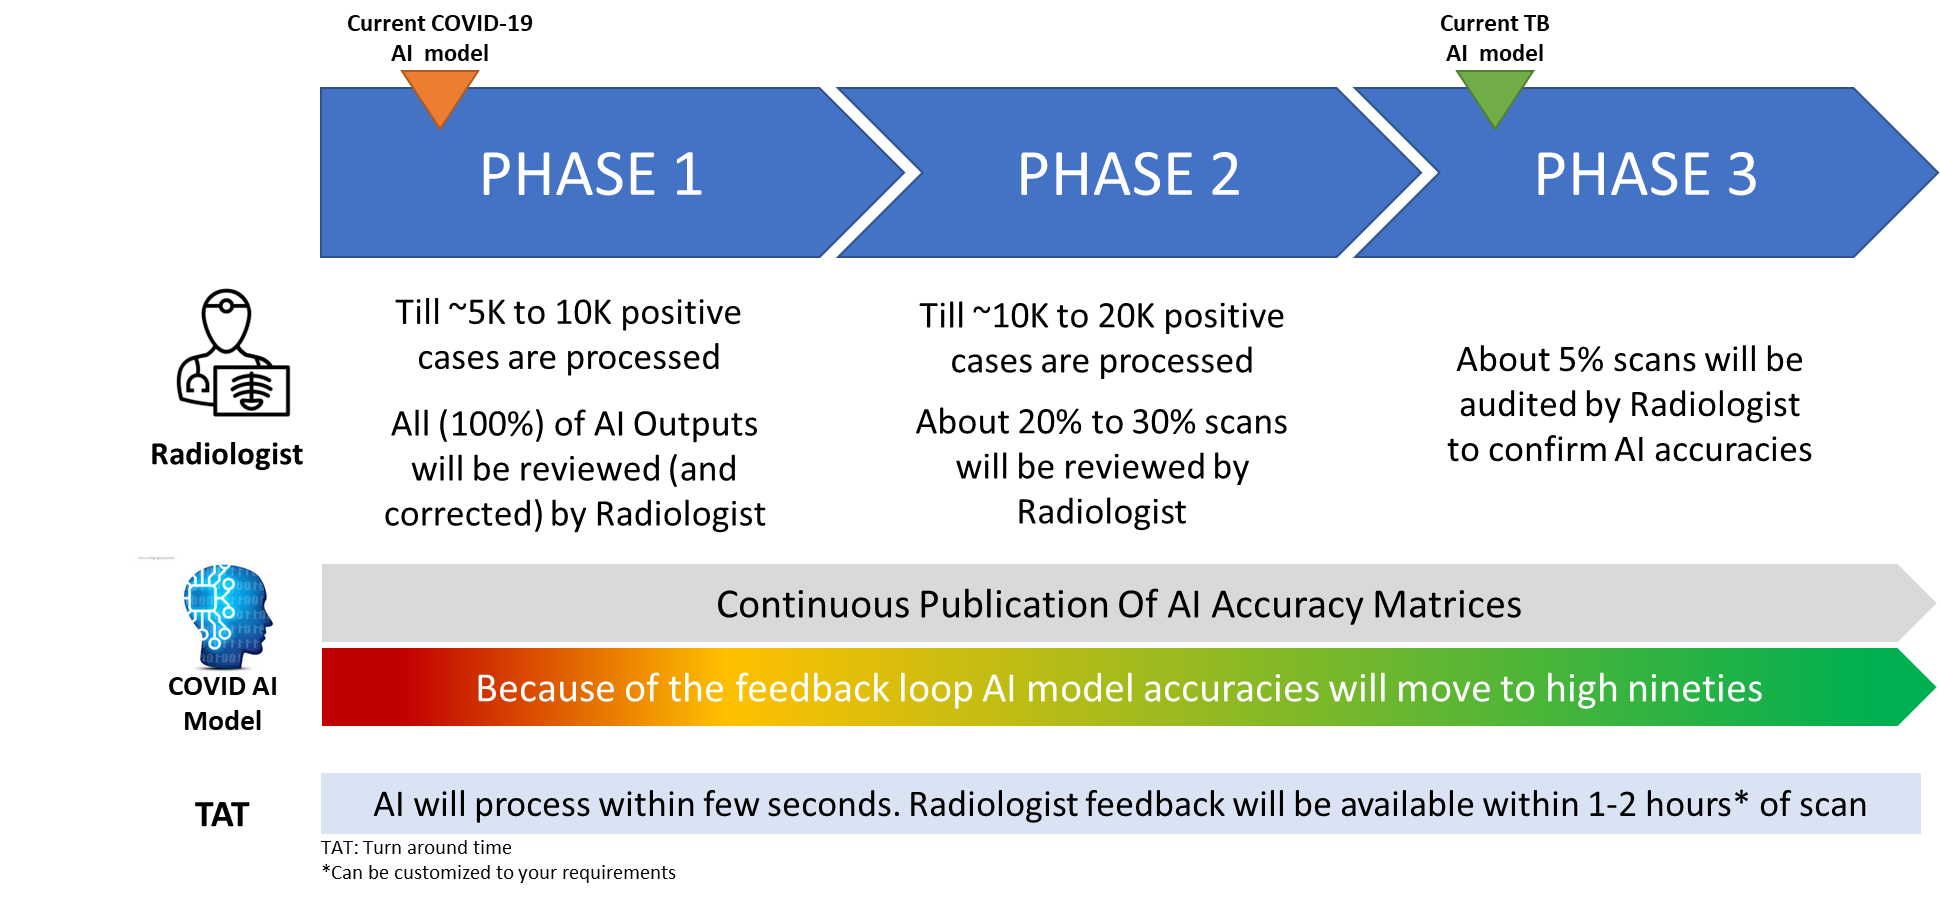 Current COVID-19
AI model
Current TB
AI model
PHASE 1
PHASE 2
PHASE 3
Till ~5K to 10K positive
cases are processed
All (100%) of AI Outputs
will be reviewed (and
corrected) by Radiologist
Till ~10K to 20K positive
cases are processed
About 20% to 30% scans
will be reviewed by
Radiologist
About 5% scans will be
audited by Radiologist
to confirm AI accuracies
Radiologist
Continuous Publication Of AI Accuracy Matrices
Because of the feedback loop AI model accuracies will move to high nineties
COVID AI
Model
TAT
AI will process within few seconds. Radiologist feedback will be available within 1-2 hours* of scan
TAT: Turn around time
*Can be customized to your requirements